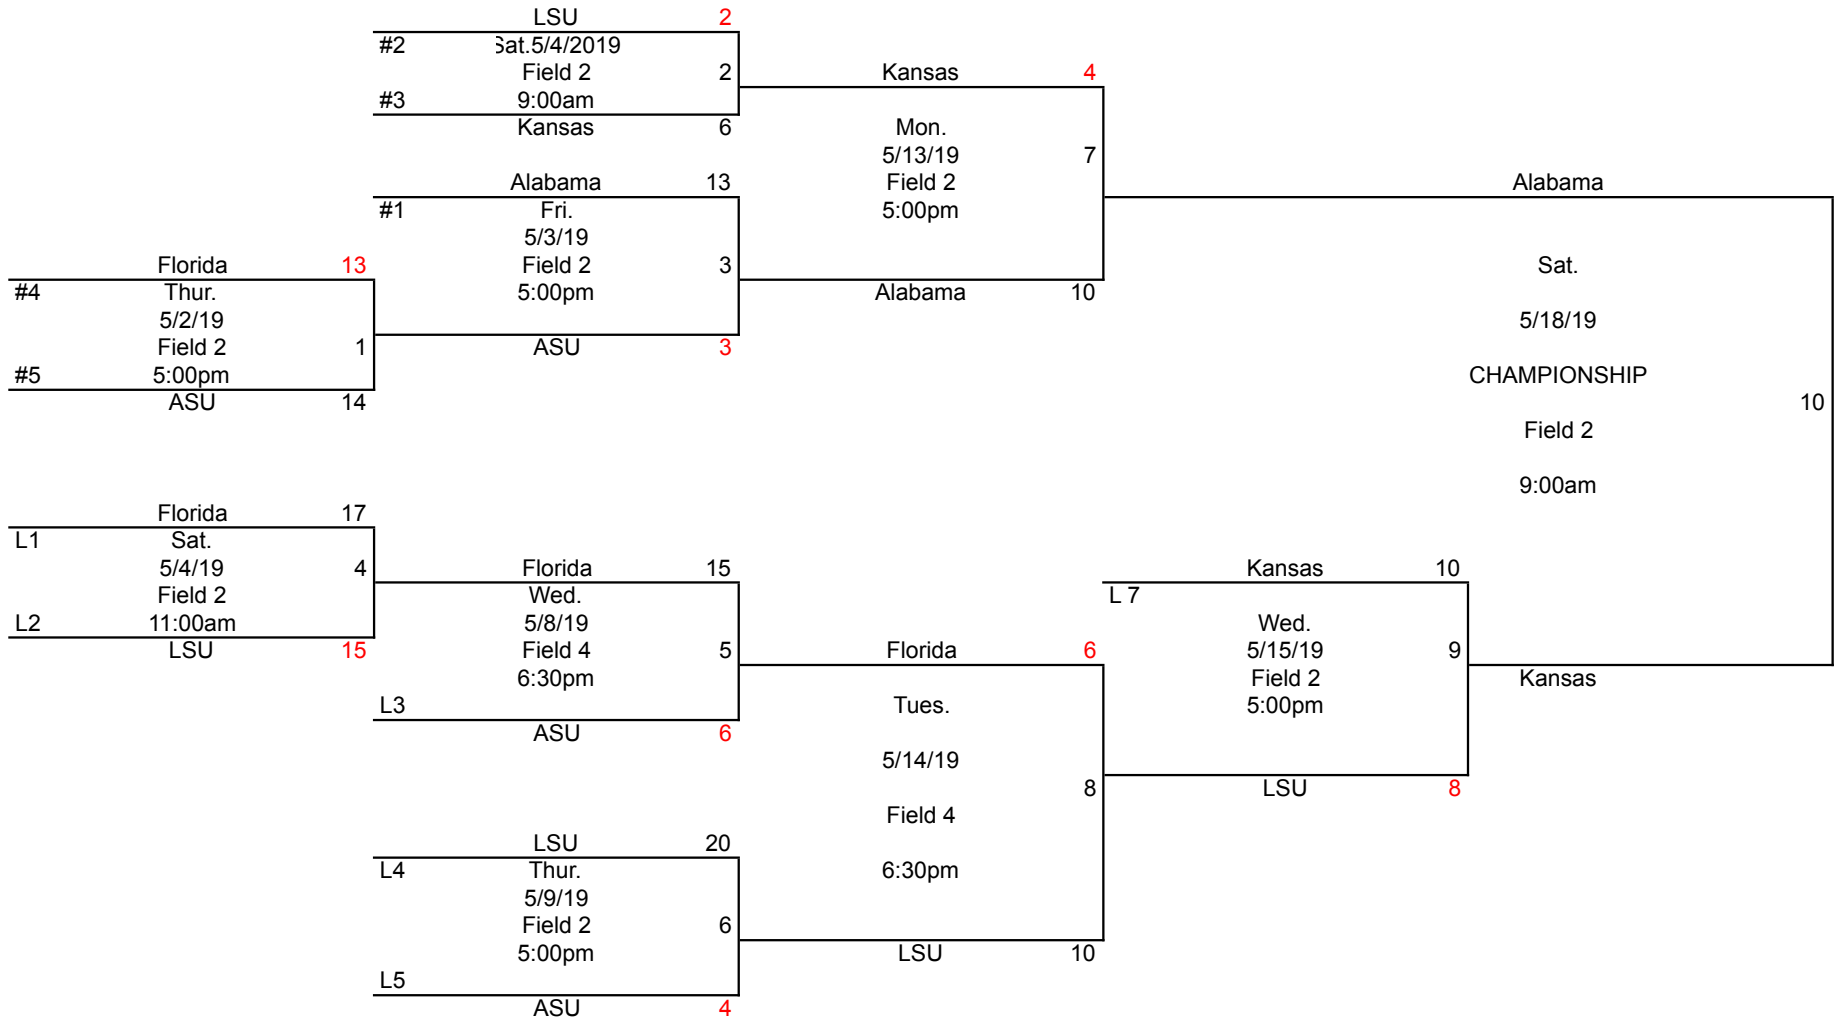 LSU 2
#2 Sat.5/4/2019
Field 2 2
#3 9:00am
Kansas 6
Kansas 4
Mon.
5/13/19 7
Field 2
5:00pm
Alabama 10
Alabama 13
#1 Fri.
5/3/19
Field 2 3
5:00pm
ASU 3
Florida 13
#4 Thur.
5/2/19
Field 2 1
#5 5:00pm
ASU 14
Alabama
Sat.
5/18/19
CHAMPIONSHIP
10
Field 2
9:00am
Kansas
Florida 17
L1 Sat.
5/4/19 4
Field 2
L2 11:00am
LSU 15
Florida 15
Wed.
5/8/19
Field 4 5
6:30pm
L3
ASU 6
Florida 6
Tues.
5/14/19
8
Field 4
6:30pm
LSU 10
Kansas 10
L 7
Wed.
5/15/19 9
Field 2
5:00pm
LSU 8
LSU 20
L4 Thur.
5/9/19
Field 2 6
5:00pm
L5
ASU 4